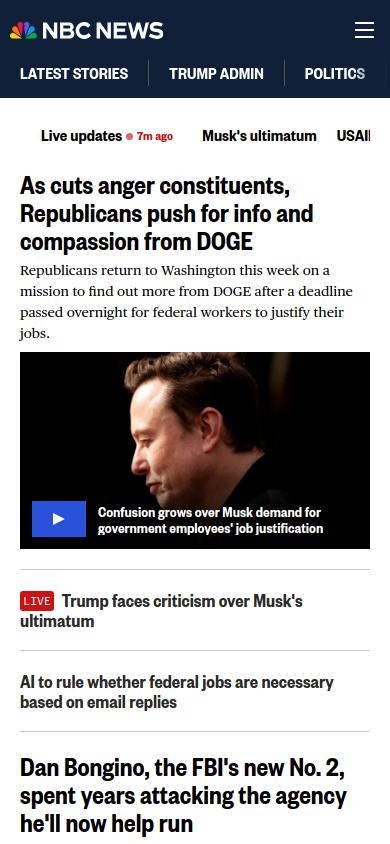 NBC NEWS
LATEST STORIES
TRUMP ADMIN
POLITICS
Live updates 7m ago
Musk's ultimatum
As cuts anger constituents,
Republicans push for info and
compassion from DOGE
Republicans return to Washington this week on a
mission to find out more from DOGE after a deadline
passed overnight for federal workers to justify their
jobs.
Confusion grows over Musk demand for
government employees' job justification
LIVE Trump faces criticism over Musk's
ultimatum
AI to rule whether federal jobs are necessary
based on email replies
Dan Bongino, the FBI's new No. 2,
spent years attacking the agency
he'll now help run